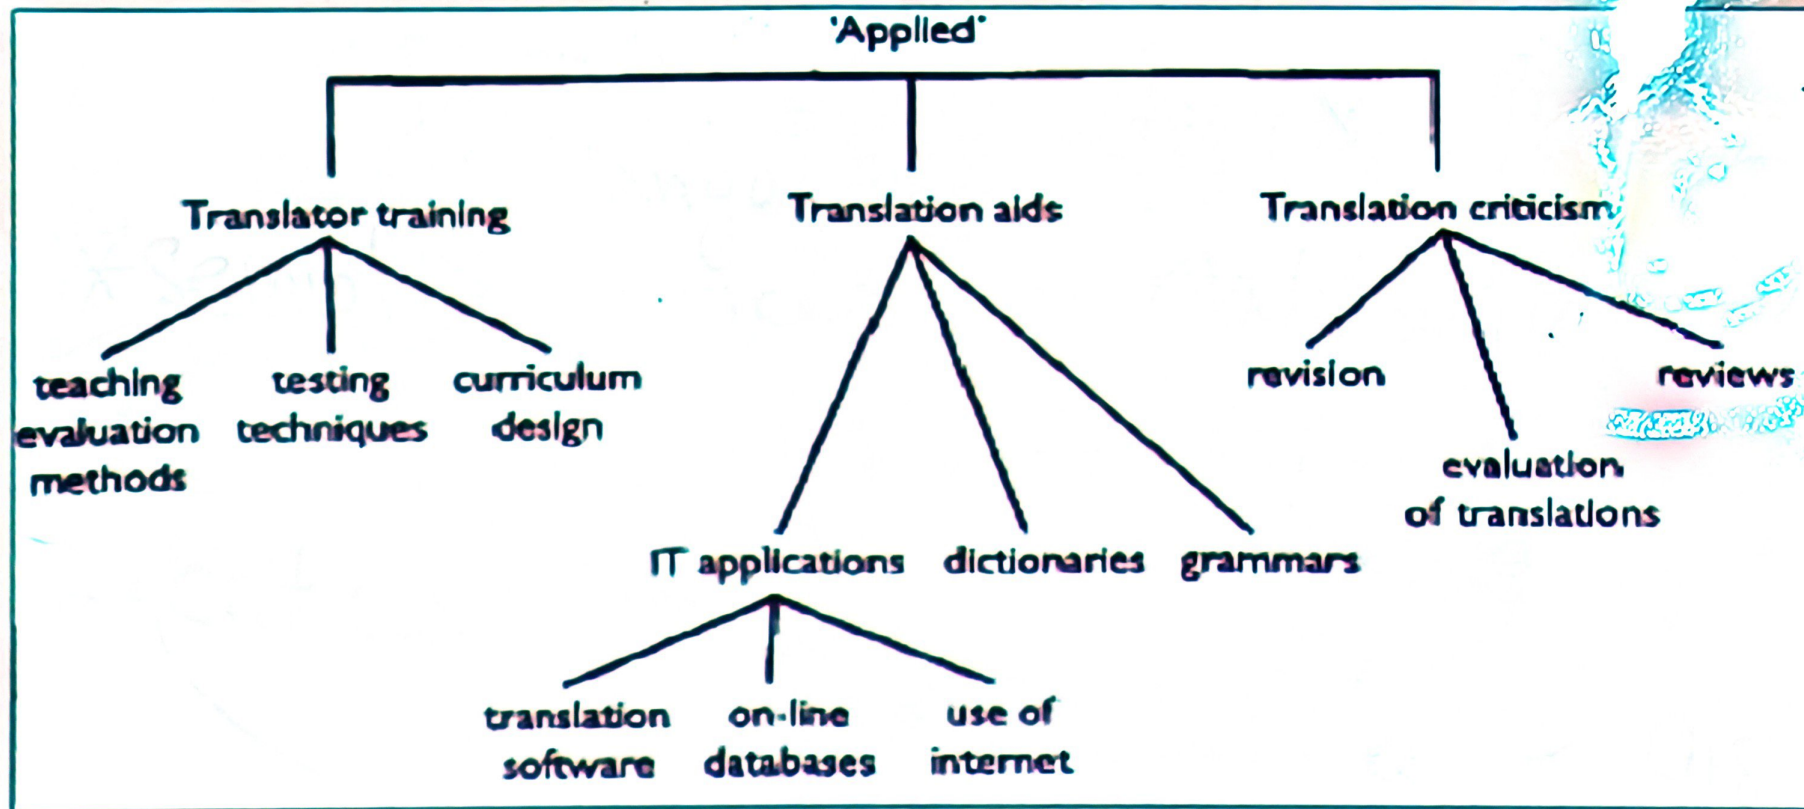 'Applied'
Translator training
Translation aids
Translation criticism
teaching
evaluation
methods
testing
techniques
curriculum
design
revision
evaluation
of translations
reviews
IT applications
dictionaries
grammars
translation
software
on-line
databases
use of
internet